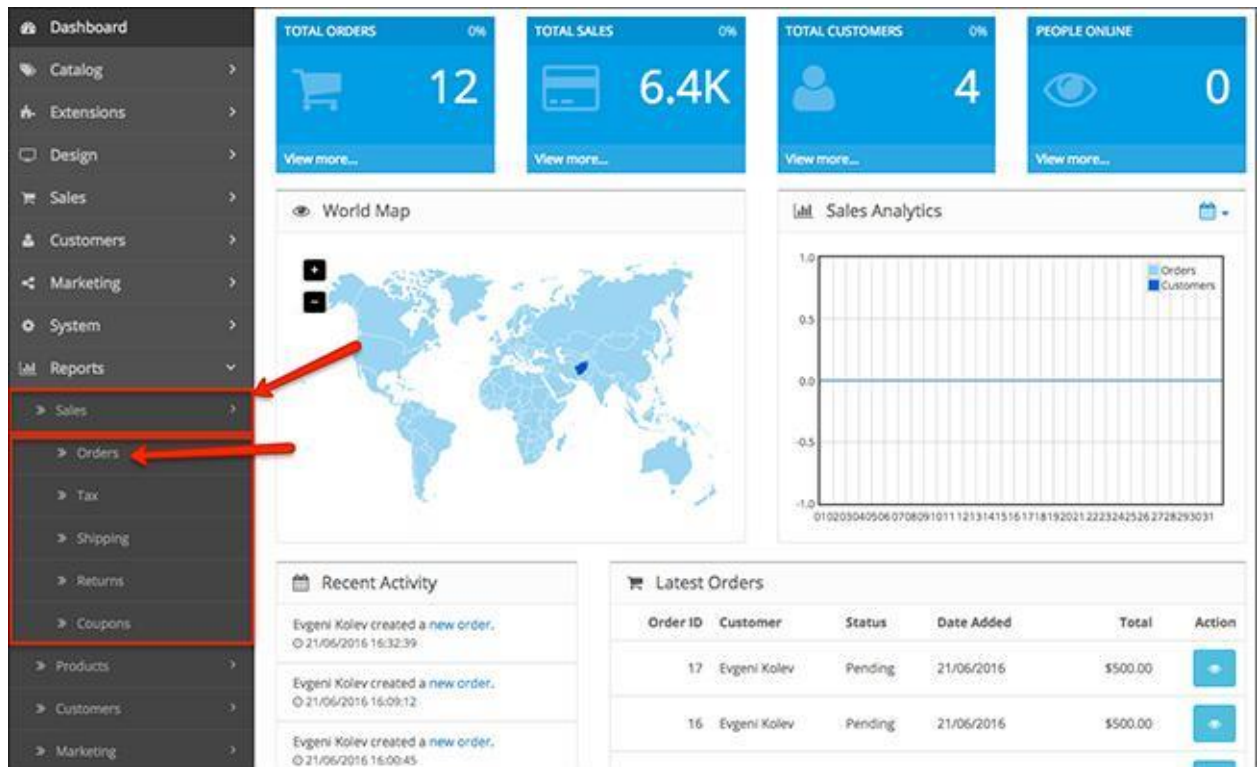 Dashboard
Catalog
Extensions
Design
Sales
Customers
Marketing
System
Reports
Sales
Orders
Tax
Shipping
Returns
Coupons
Products
Customers
Marketing
TOTAL ORDERS 0%
12
View more...
TOTAL SALES 0%
6.4K
View more...
TOTAL CUSTOMERS 0%
4
View more...
PEOPLE ONLINE
0
View more...
World Map
+
-
Sales Analytics
Orders
Customers
1.0
0.5
0.0
-0.5
-1.0
01020304050607080910111213141516171819202122232425262728293031
Recent Activity
Evgeni Kolev created a new order.
21/06/2016 16:32:39
Evgeni Kolev created a new order.
21/06/2016 16:09:12
Evgeni Kolev created a new order.
21/06/2016 16:00:45
Latest Orders
Order ID Customer Status Date Added Total Action
17 Evgeni Kolev Pending 21/06/2016 $500.00
16 Evgeni Kolev Pending 21/06/2016 $500.00